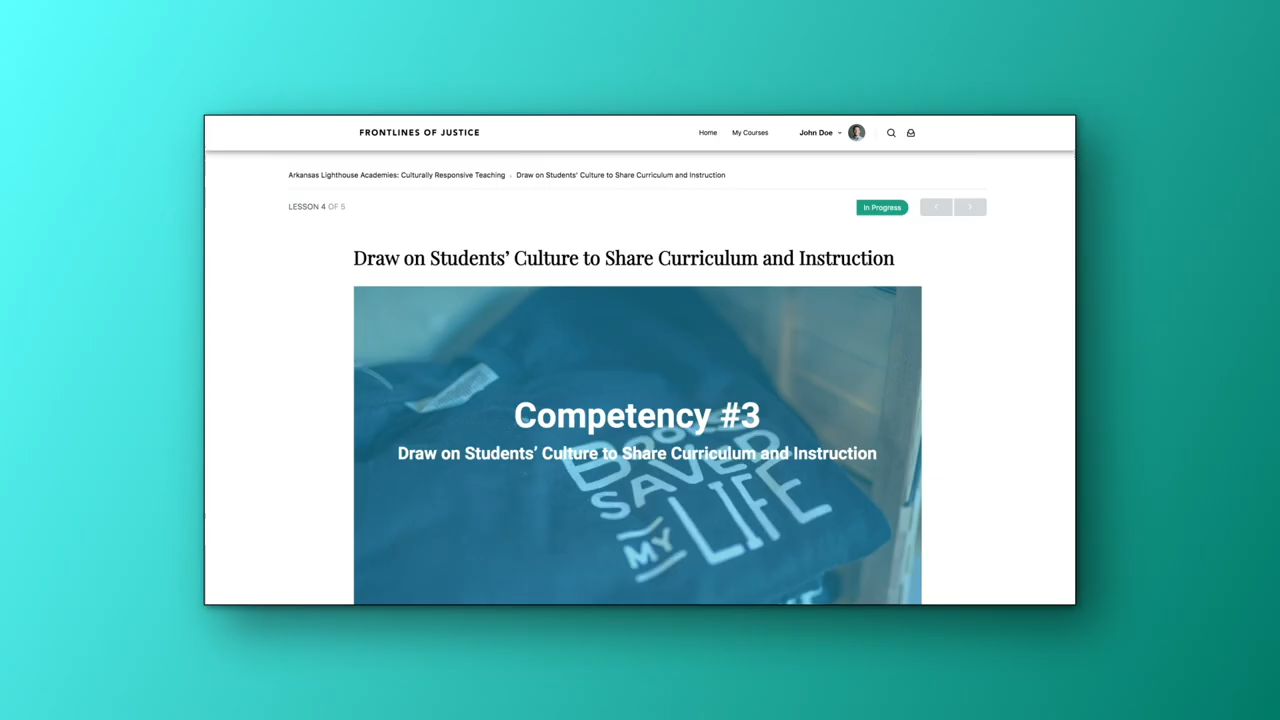 FRONTLINES OF JUSTICE
Home My Courses John Doe
Arkansas Lighthouse Academies: Culturally Responsive Teaching › Draw on Students' Culture to Share Curriculum and Instruction
LESSON 4 OF 5
In Progress
Draw on Students’ Culture to Share Curriculum and Instruction
Competency #3
Draw on Students’ Culture to Share Curriculum and Instruction
BOOKS
SAVED
MY LIFE